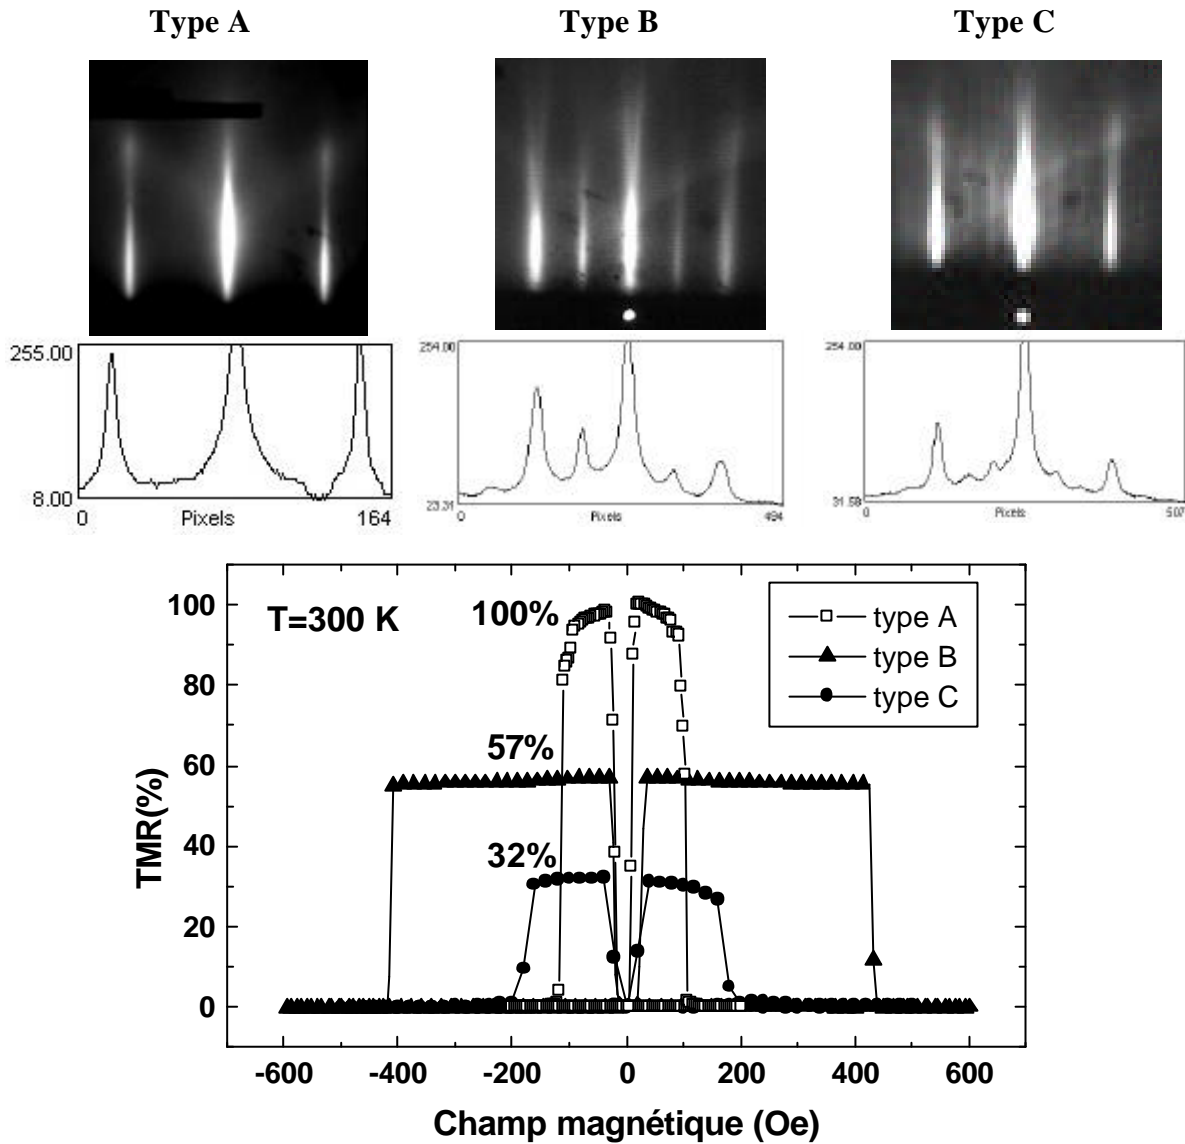 Type A
Type B
Type C
255.00
8.00
0
Pixels
164
254.00
23.31
0
Pixels
494
254.00
31.58
0
Pixels
507
T=300 K
100%
57%
32%
type A
type B
type C
TMR(%)
100
80
60
40
20
0
-600 -400 -200 0 200 400 600
Champ magnétique (Oe)